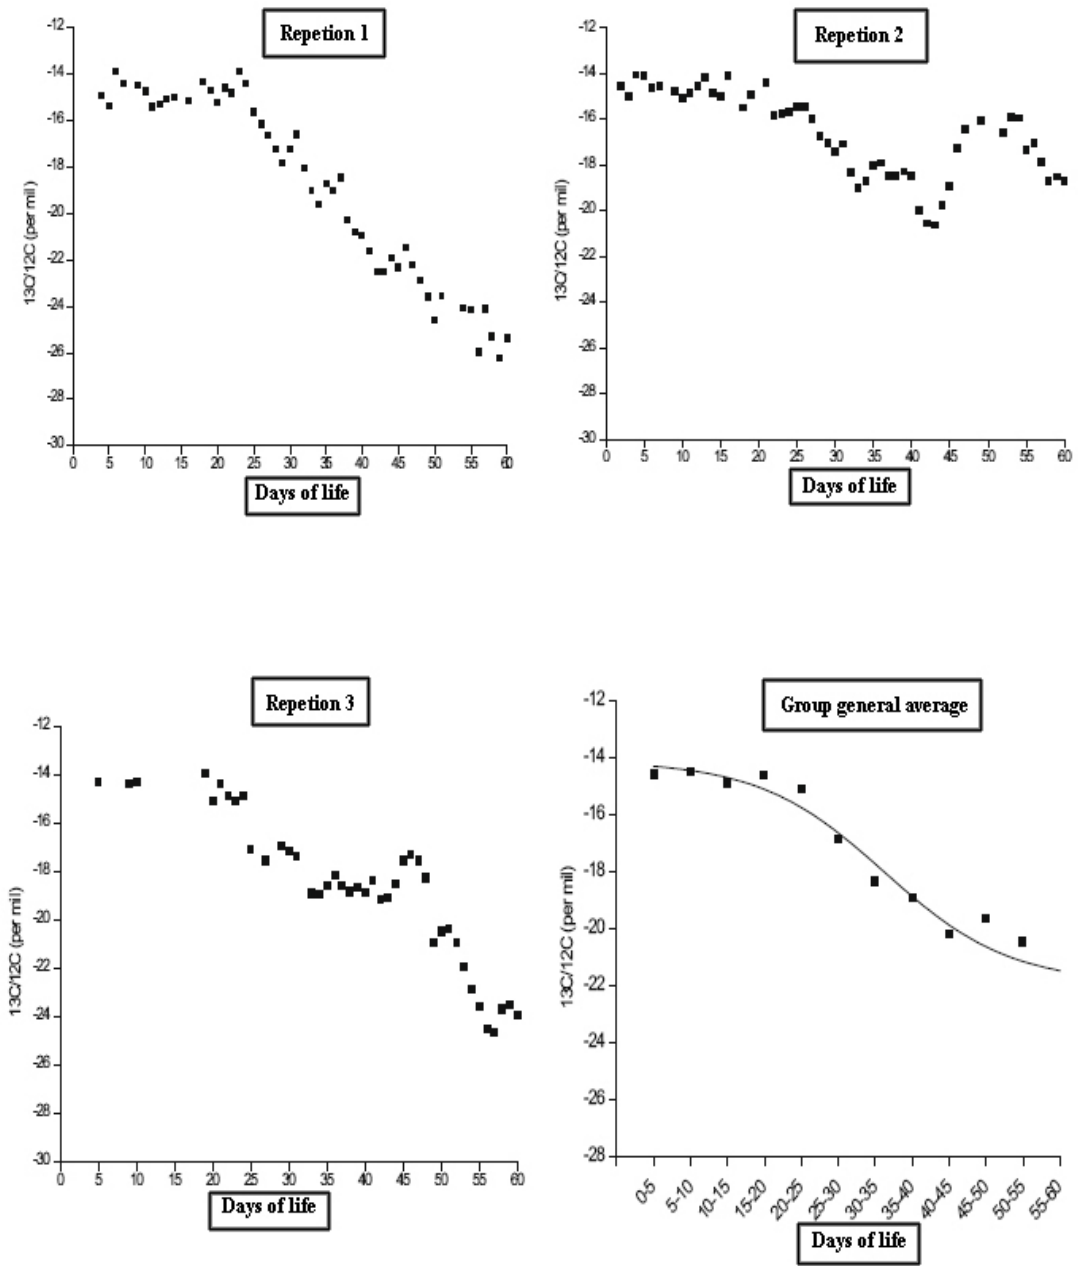 Repetion 1
13C/12C (per mil)
-12
-14
-16
-18
-20
-22
-24
-26
-28
-30
0 5 10 15 20 25 30 35 40 45 50 55 60
Days of life
Repetion 2
13C/12C (per mil)
-12
-14
-16
-18
-20
-22
-24
-26
-28
-30
0 5 10 15 20 25 30 35 40 45 50 55 60
Days of life
Repetion 3
13C/12C (per mil)
-12
-14
-16
-18
-20
-22
-24
-26
-28
-30
0 5 10 15 20 25 30 35 40 45 50 55 60
Days of life
Group general average
13C/12C (per mil)
-12
-14
-16
-18
-20
-22
-24
-26
-28
0-5 5-10 10-15 15-20 20-25 25-30 30-35 35-40 40-45 45-50 50-55 55-60
Days of life